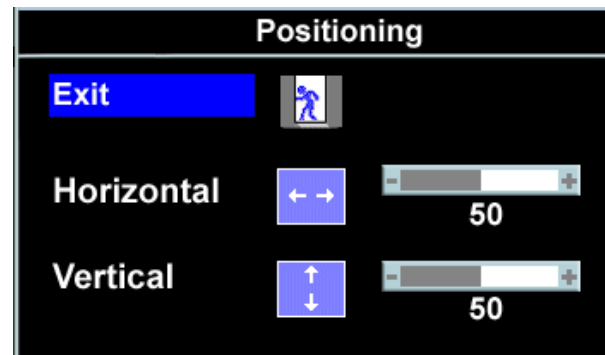 Positioning
Exit
Horizontal
- +
50
Vertical
- +
50